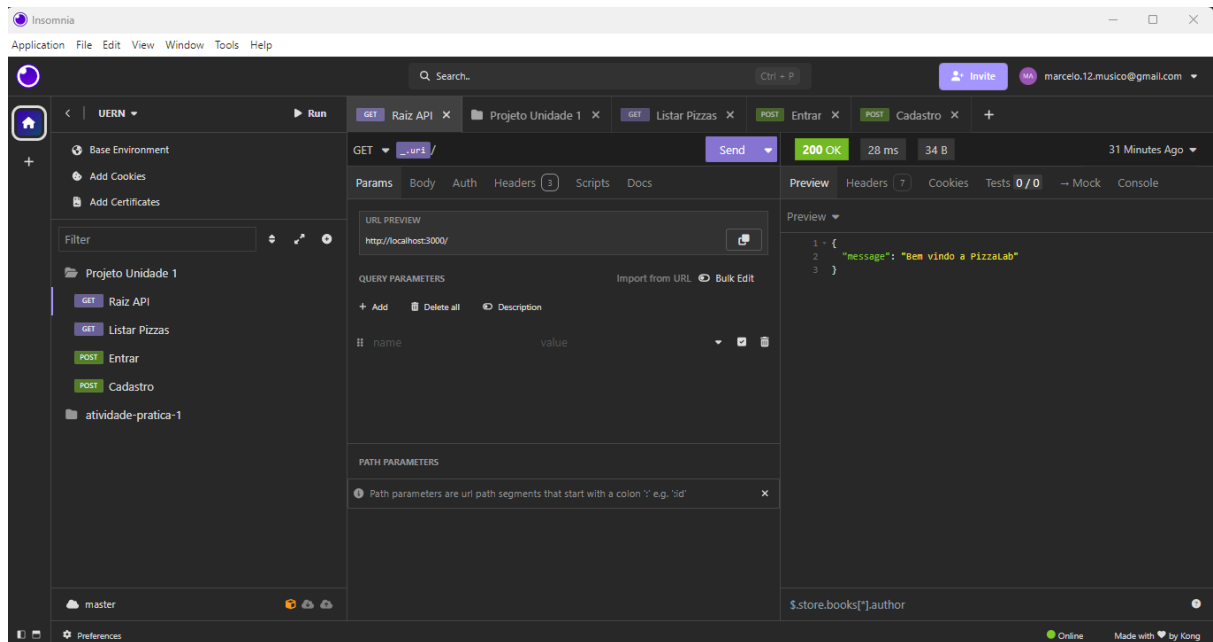 Insomnia
Application File Edit View Window Tools Help
Search.. Ctrl + P Invite MA marcelo.12.musico@gmail.com
UERN Run
GET Raiz API Projeto Unidade 1 GET Listar Pizzas POST Entrar POST Cadastro
Base Environment
Add Cookies
Add Certificates
Filter
Projeto Unidade 1
GET Raiz API
GET Listar Pizzas
POST Entrar
POST Cadastro
atividade-pratica-1
master
Preferences
GET _.uri / Send
Params Body Auth Headers 3 Scripts Docs
URL PREVIEW
http://localhost:3000/
QUERY PARAMETERS Import from URL Bulk Edit
+ Add Delete all Description
name value
PATH PARAMETERS
Path parameters are url path segments that start with a colon ':' e.g. ':id'
200 OK 28 ms 34 B 31 Minutes Ago
Preview Headers 7 Cookies Tests 0 / 0 → Mock Console
Preview
1 {
2 "message": "Bem vindo a PizzaLab"
3 }
$.store.books[*].author
Online Made with ♥ by Kong